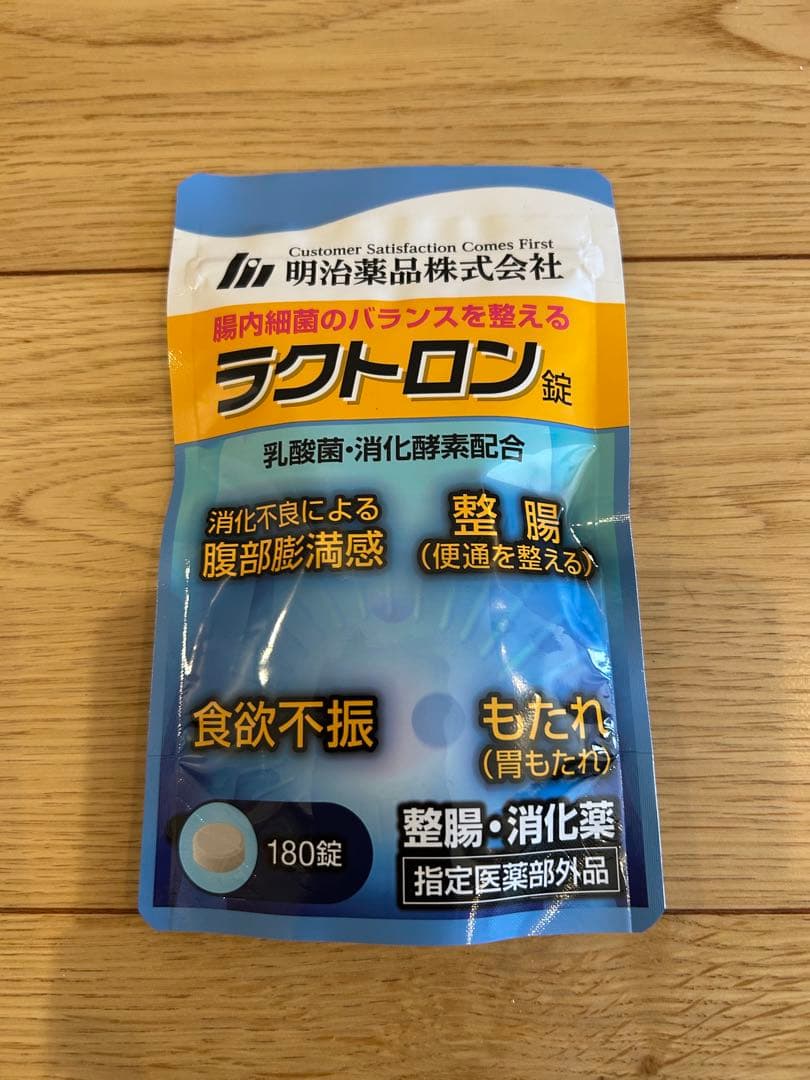 Customer Satisfaction Comes First
明治薬品株式会社
腸内細菌のバランスを整える
ラクトロン錠
乳酸菌・消化酵素配合
消化不良による
腹部膨満感
整腸
(便通を整える)
食欲不振
もたれ
(胃もたれ)
180錠
整腸・消化薬
指定医薬部外品